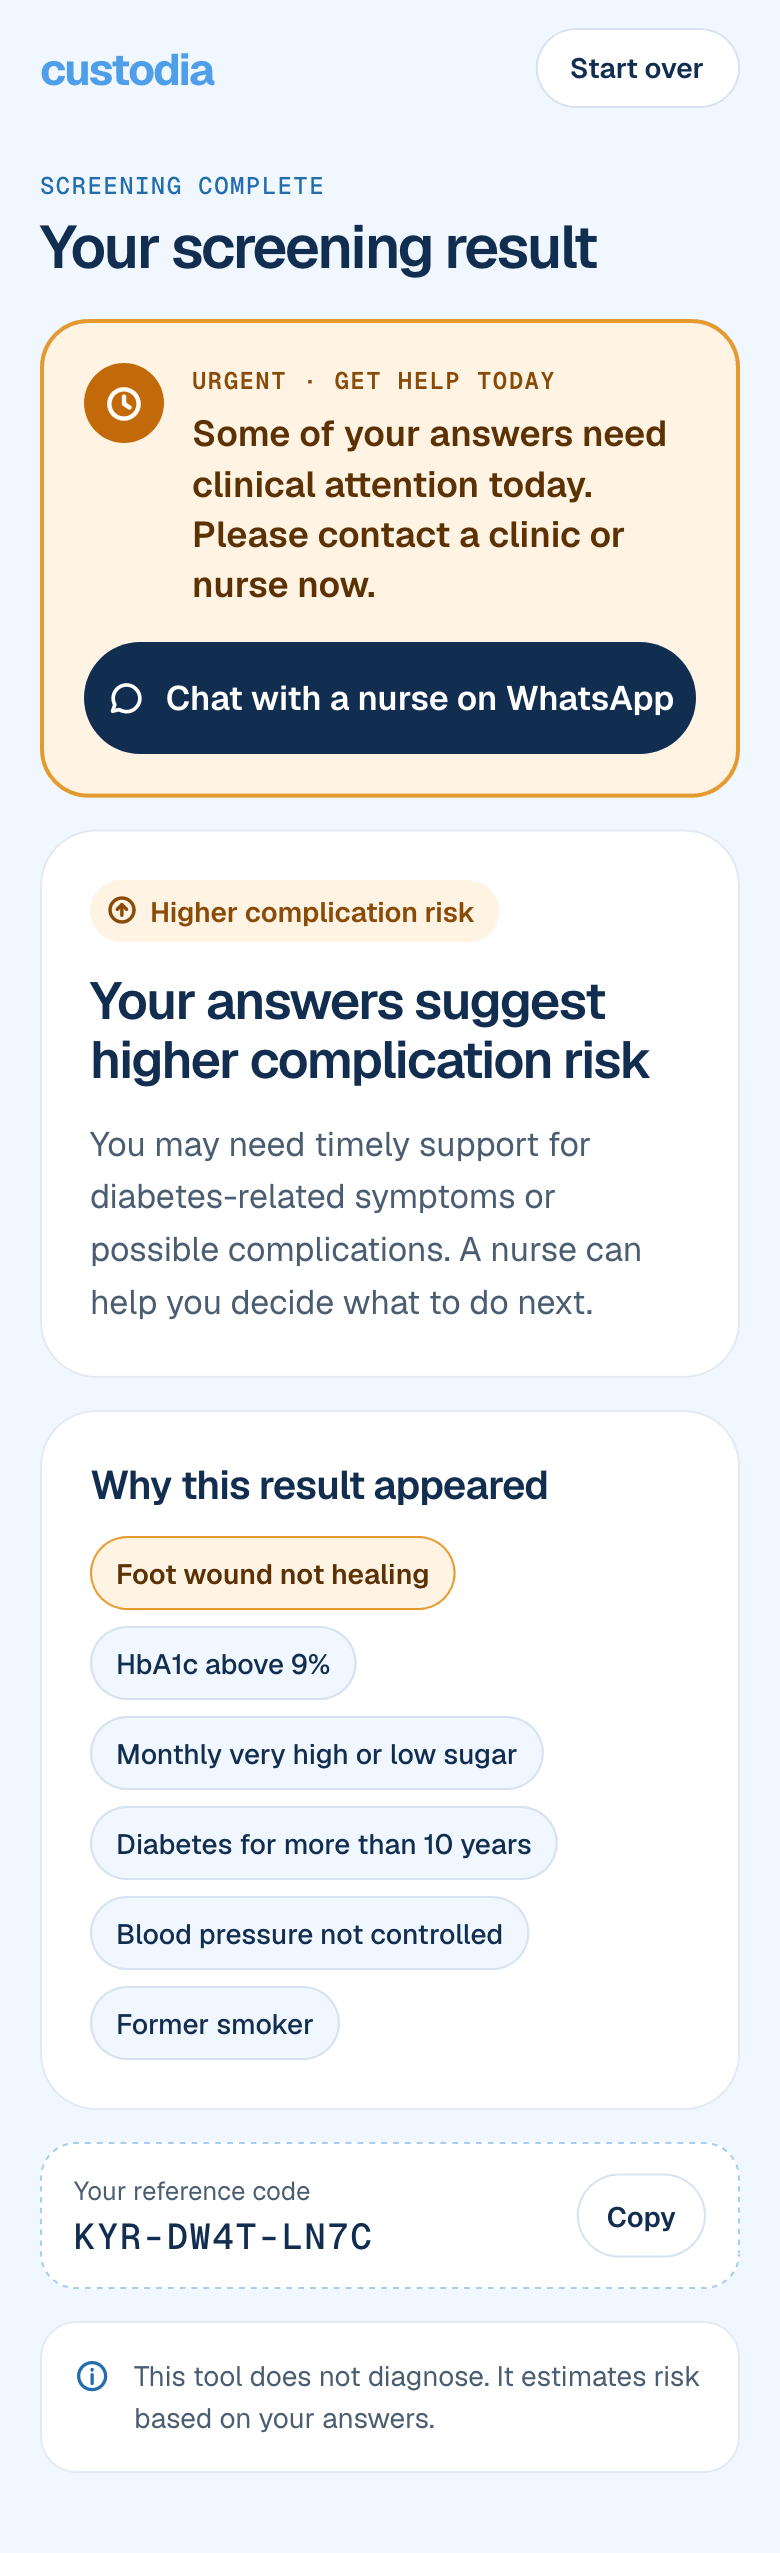 custodia
Start over
SCREENING COMPLETE
Your screening result
URGENT · GET HELP TODAY
Some of your answers need
clinical attention today.
Please contact a clinic or
nurse now.
Chat with a nurse on WhatsApp
Higher complication risk
Your answers suggest
higher complication risk
You may need timely support for
diabetes-related symptoms or
possible complications. A nurse can
help you decide what to do next.
Why this result appeared
Foot wound not healing
HbA1c above 9%
Monthly very high or low sugar
Diabetes for more than 10 years
Blood pressure not controlled
Former smoker
Your reference code
KYR-DW4T-LN7C
Copy
This tool does not diagnose. It estimates risk
based on your answers.